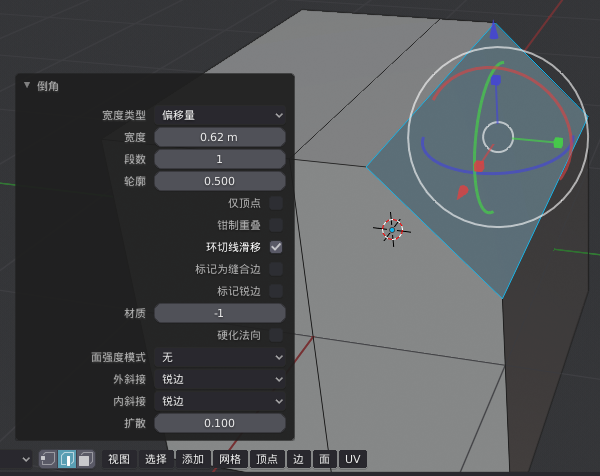 倒角
宽度类型 偏移量
宽度 0.62 m
段数 1
轮廓 0.500
仅顶点
钳制重叠
环切线滑移
标记为缝合边
标记锐边
材质 -1
硬化法向
面强度模式 无
外斜接 锐边
内斜接 锐边
扩散 0.100
视图 选择 添加 网格 顶点 边 面 UV